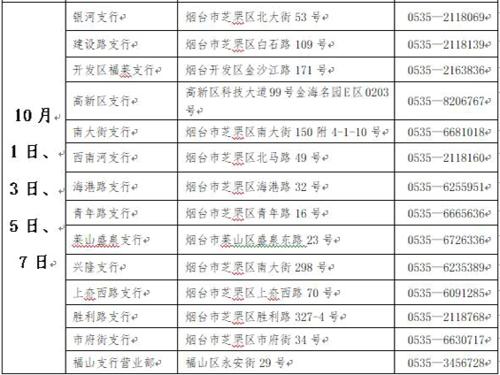 10月
1日、
3日、
5日、
7日
银河支行 烟台市芝罘区北大街53号 0535—2118069
建设路支行 烟台市芝罘区白石路109号 0535—2118139
开发区福莱支行 烟台开发区金沙江路171号 0535—2163836
高新区支行 高新区科技大道99号金海名园E区0203号 0535—8206767
南大街支行 烟台市芝罘区南大街150附4-1-10号 0535—6681018
西南河支行 烟台市芝罘区北马路49号 0535—2118160
海港路支行 烟台市芝罘区海港路32号 0535—6255951
青年路支行 烟台市芝罘区青年路16号 0535—6665636
莱山盛泉支行 烟台市莱山区盛泉东路23号 0535—6726336
兴隆支行 烟台市芝罘区南大街298号 0535—6235389
上夼西路支行 烟台市芝罘区上夼西路70号 0535—6091285
胜利路支行 烟台市芝罘区胜利路327-4号 0535—2118768
市府街支行 烟台市芝罘区市府街34号 0535—6630717
福山支行营业部 福山区永安街29号 0535—3456728